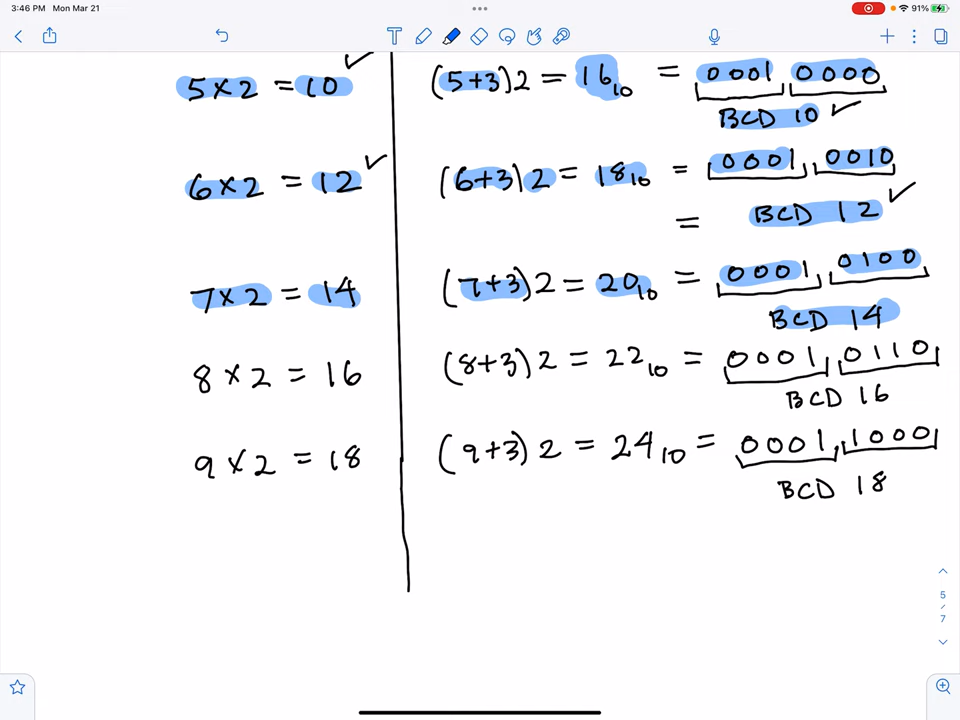 3:46 PM Mon Mar 21
91%
5 × 2 = 10 ✓
(5+3)2 = 16₁₀ = 0001 0000
BCD 10 ✓
6 × 2 = 12 ✓
(6+3)2 = 18₁₀ = 0001 0010
= BCD 12 ✓
7 × 2 = 14
(7+3)2 = 20₁₀ = 0001 0100
BCD 14
8 × 2 = 16
(8+3)2 = 22₁₀ = 0001 0110
BCD 16
9 × 2 = 18
(9+3)2 = 24₁₀ = 0001 1000
BCD 18
5
/
7